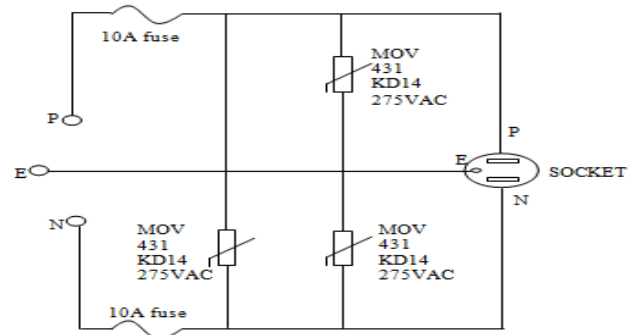 10A fuse
MOV
431
KD14
275VAC
P
P
E
E
SOCKET
N
N
MOV
431
KD14
275VAC
MOV
431
KD14
275VAC
10A fuse